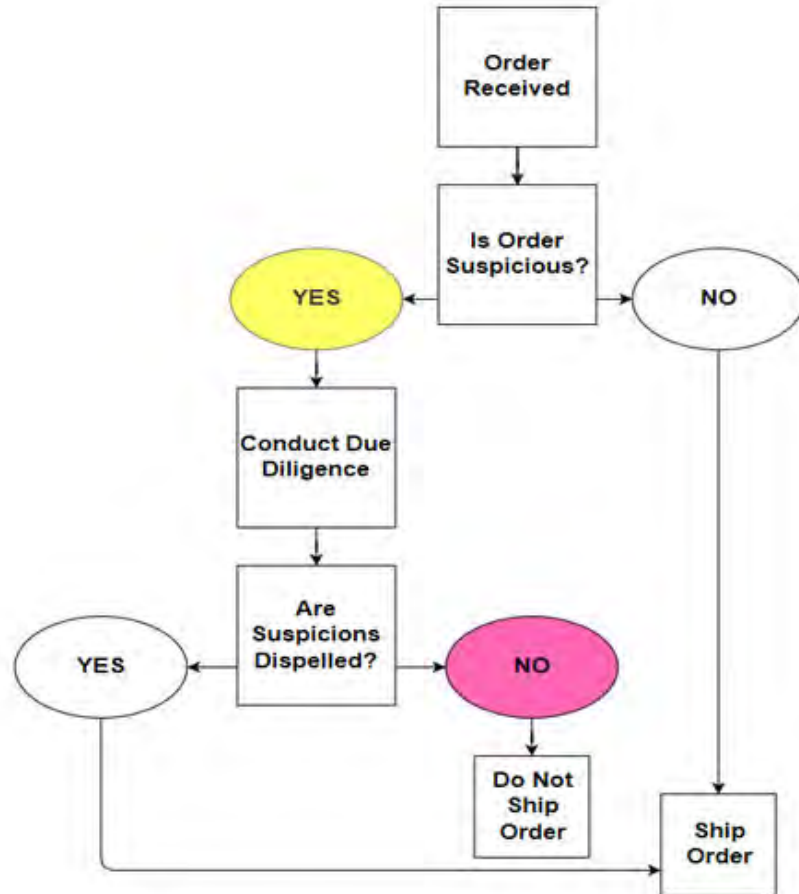 Order
Received
Is Order
Suspicious?
YES
NO
Conduct Due
Diligence
Are
Suspicions
Dispelled?
YES
NO
Do Not
Ship
Order
Ship
Order